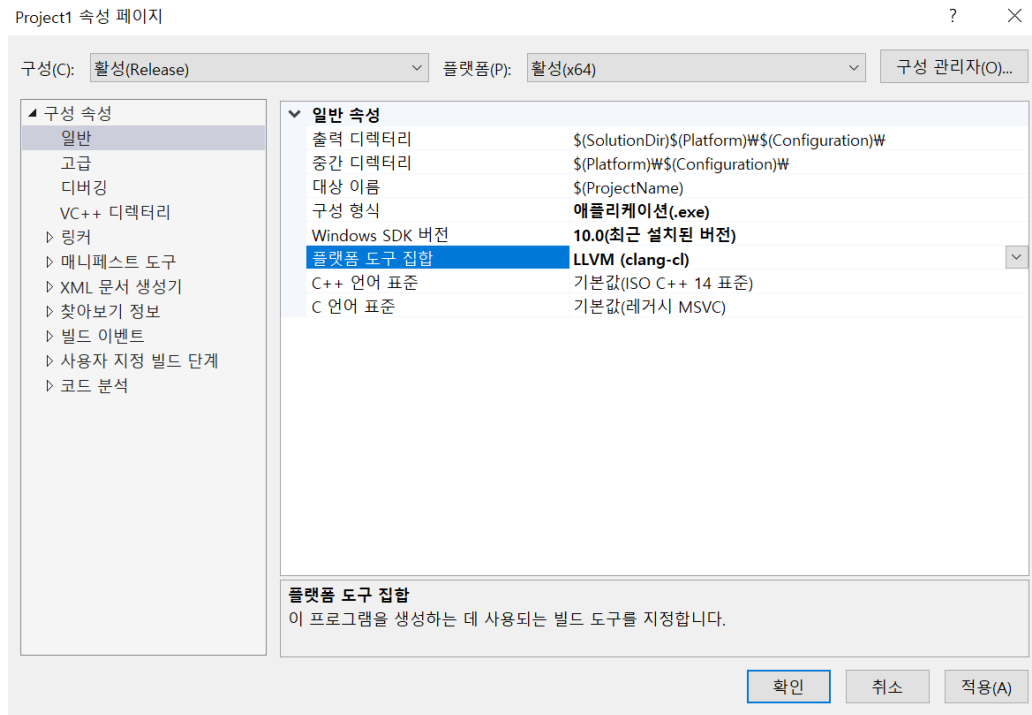 Project1 속성 페이지
?
구성(C): 활성(Release) 플랫폼(P): 활성(x64) 구성 관리자(O)...
구성 속성
일반
고급
디버깅
VC++ 디렉터리
링커
매니페스트 도구
XML 문서 생성기
찾아보기 정보
빌드 이벤트
사용자 지정 빌드 단계
코드 분석
일반 속성
출력 디렉터리 $(SolutionDir)$(Platform)₩$(Configuration)₩
중간 디렉터리 $(Platform)₩$(Configuration)₩
대상 이름 $(ProjectName)
구성 형식 애플리케이션(.exe)
Windows SDK 버전 10.0(최근 설치된 버전)
플랫폼 도구 집합 LLVM (clang-cl)
C++ 언어 표준 기본값(ISO C++ 14 표준)
C 언어 표준 기본값(레거시 MSVC)
플랫폼 도구 집합
이 프로그램을 생성하는 데 사용되는 빌드 도구를 지정합니다.
확인 취소 적용(A)